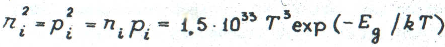 n_i^2 = p_i^2 = n_i p_i = 1,5 · 10^33 T^3 exp (-E_g / kT)